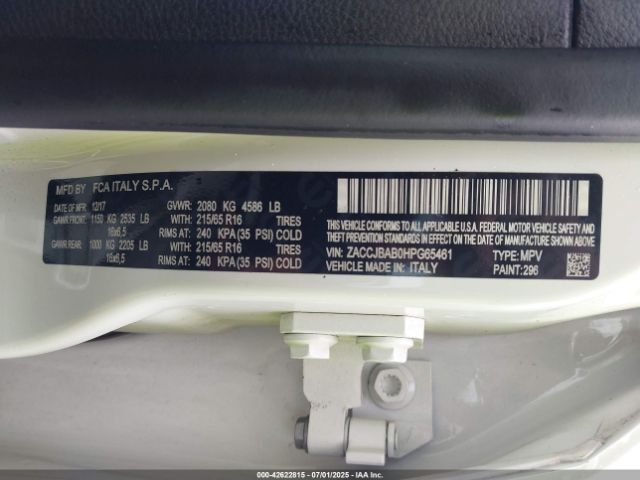 MFD BY FCA ITALY S.P.A.
DATE OF MFR 12/17 GVWR: 2080 KG 4586 LB
GAWR FRONT: 1150 KG 2535 LB WITH: 215/65 R16 TIRES
16x6,5 RIMS AT: 240 KPA (35 PSI) COLD
GAWR REAR: 1000 KG 2205 LB WITH: 215/65 R16 TIRES
16x6,5 RIMS AT: 240 KPA (35 PSI) COLD
THIS VEHICLE CONFORMS TO ALL APPLICABLE U.S.A. FEDERAL MOTOR VEHICLE SAFETY, BUMPER, AND
THEFT PREVENTION STANDARDS IN EFFECT ON THE DATE OF MANUFACTURE SHOWN ABOVE.
VIN: ZACCJBAB0HPG65461 TYPE: MPV
VEHICLE MADE IN: ITALY PAINT: 296
000-42622815 - 07/01/2025 - IAAI.COM